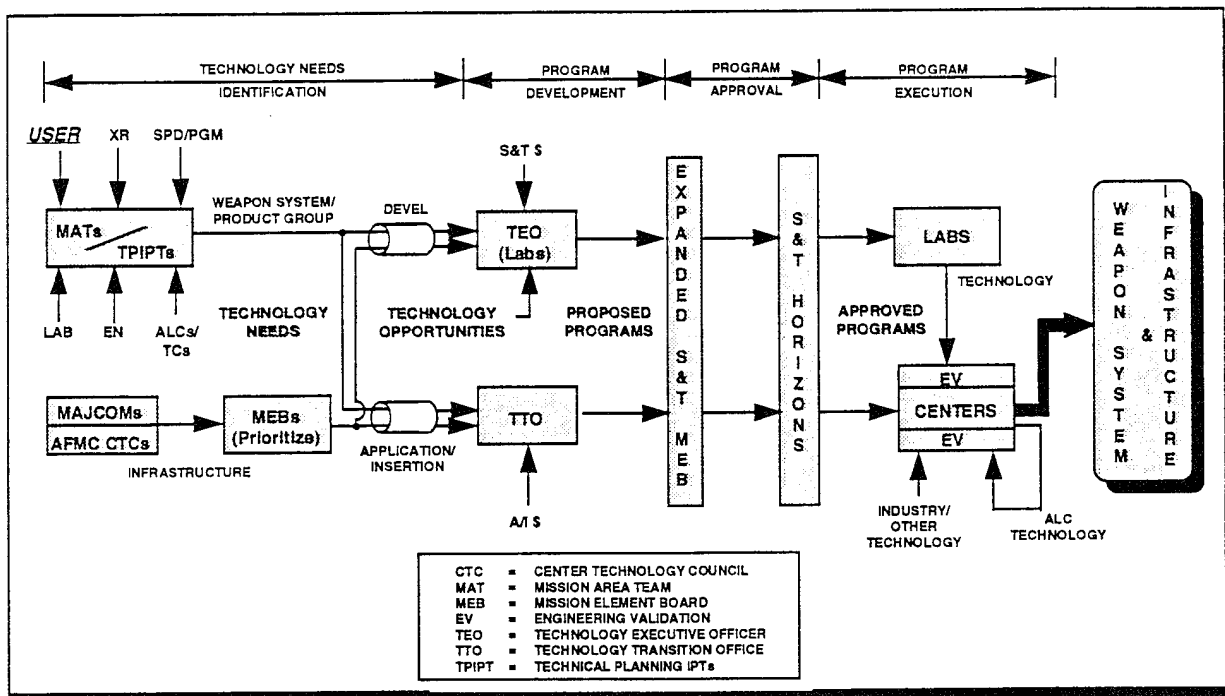 TECHNOLOGY NEEDS
IDENTIFICATION
PROGRAM
DEVELOPMENT
PROGRAM
APPROVAL
PROGRAM
EXECUTION
USER
XR
SPD/PGM
S&T $
WEAPON SYSTEM/
PRODUCT GROUP
DEVEL
MATs
TPIPTs
TEO
(Labs)
LAB
EN
ALCs/
TCs
TECHNOLOGY
NEEDS
TECHNOLOGY
OPPORTUNITIES
PROPOSED
PROGRAMS
EXPANDED S&T MEB
S&T HORIZONS
LABS
TECHNOLOGY
APPROVED
PROGRAMS
WEAPON SYSTEM
&
INFRASTRUCTURE
MAJCOMs
AFMC CTCs
MEBs
(Prioritize)
INFRASTRUCTURE
APPLICATION/
INSERTION
TTO
A/I $
EV
CENTERS
EV
INDUSTRY/
OTHER
TECHNOLOGY
ALC
TECHNOLOGY
CTC = CENTER TECHNOLOGY COUNCIL
MAT = MISSION AREA TEAM
MEB = MISSION ELEMENT BOARD
EV = ENGINEERING VALIDATION
TEO = TECHNOLOGY EXECUTIVE OFFICER
TTO = TECHNOLOGY TRANSITION OFFICE
TPIPT = TECHNICAL PLANNING IPTs